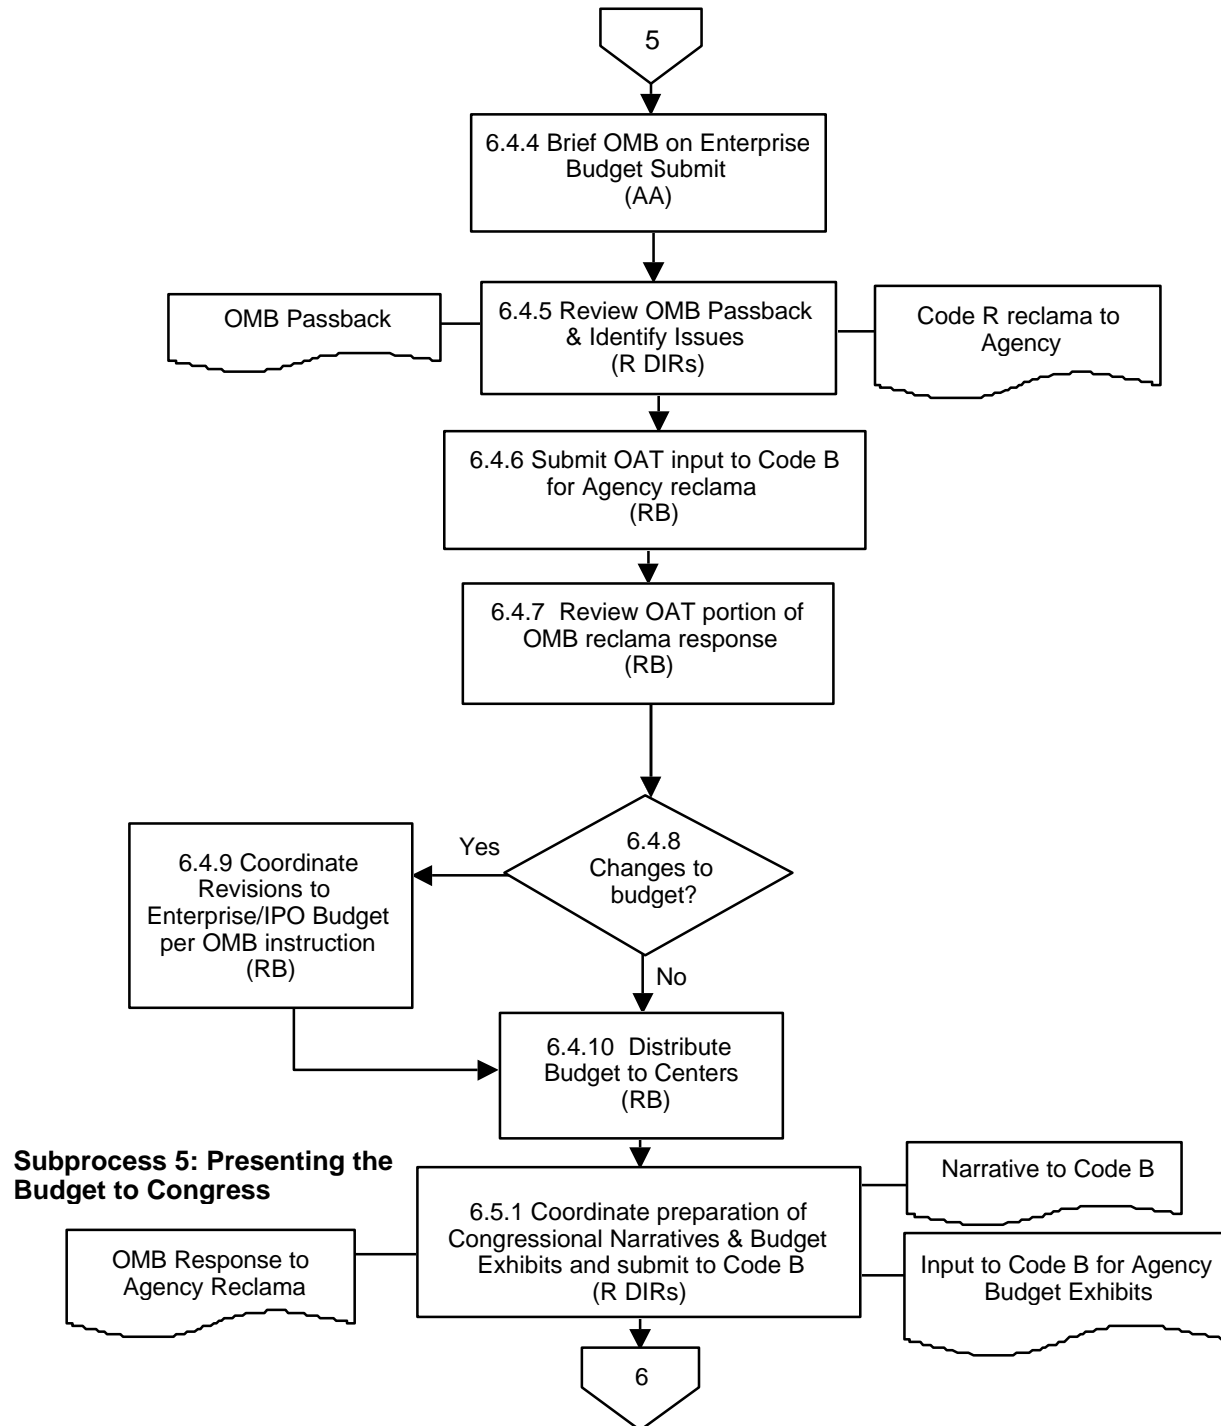 5
6.4.4 Brief OMB on Enterprise
Budget Submit
(AA)
OMB Passback
6.4.5 Review OMB Passback
& Identify Issues
(R DIRs)
Code R reclama to
Agency
6.4.6 Submit OAT input to Code B
for Agency reclama
(RB)
6.4.7 Review OAT portion of
OMB reclama response
(RB)
6.4.8
Changes to
budget?
Yes
No
6.4.9 Coordinate
Revisions to
Enterprise/IPO Budget
per OMB instruction
(RB)
6.4.10 Distribute
Budget to Centers
(RB)
Subprocess 5: Presenting the
Budget to Congress
Narrative to Code B
6.5.1 Coordinate preparation of
Congressional Narratives & Budget
Exhibits and submit to Code B
(R DIRs)
OMB Response to
Agency Reclama
Input to Code B for Agency
Budget Exhibits
6